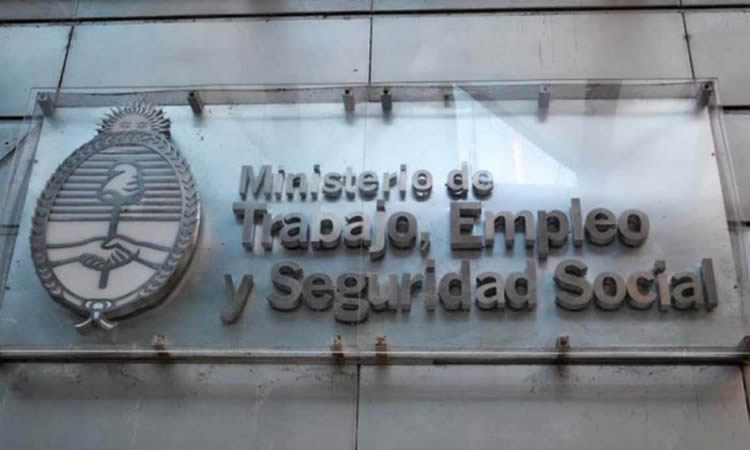 Ministerio de
Trabajo, Empleo
y Seguridad Social